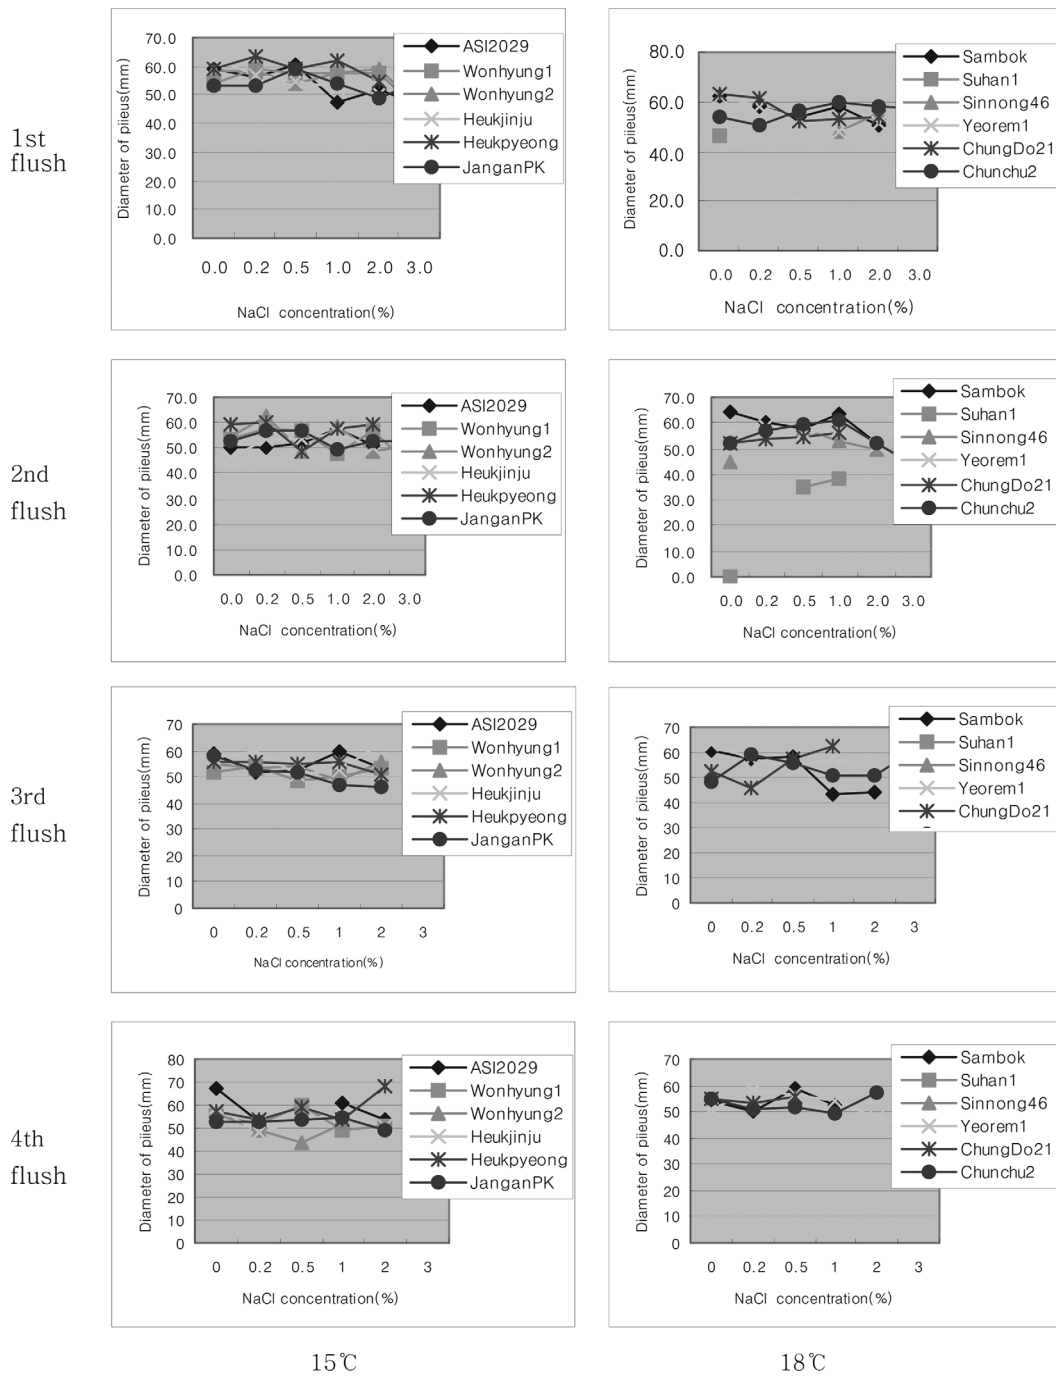 1st
flush
Diameter of piieus(mm)
70.0
60.0
50.0
40.0
30.0
20.0
10.0
0.0
0.0 0.2 0.5 1.0 2.0 3.0
NaCl concentration(%)
ASI2029
Wonhyung1
Wonhyung2
Heukjinju
Heukpyeong
JanganPK
Diameter of piieus(mm)
80.0
60.0
40.0
20.0
0.0
0.0 0.2 0.5 1.0 2.0 3.0
NaCl concentration(%)
Sambok
Suhan1
Sinnong46
Yeorem1
ChungDo21
Chunchu2
2nd
flush
Diameter of piieus(mm)
70.0
60.0
50.0
40.0
30.0
20.0
10.0
0.0
0.0 0.2 0.5 1.0 2.0 3.0
NaCl concentration(%)
ASI2029
Wonhyung1
Wonhyung2
Heukjinju
Heukpyeong
JanganPK
Diameter of piieus(mm)
70.0
60.0
50.0
40.0
30.0
20.0
10.0
0.0
0.0 0.2 0.5 1.0 2.0 3.0
NaCl concentration(%)
Sambok
Suhan1
Sinnong46
Yeorem1
ChungDo21
Chunchu2
3rd
flush
Diameter of piieus(mm)
70
60
50
40
30
20
10
0
0 0.2 0.5 1 2 3
NaCl concentration(%)
ASI2029
Wonhyung1
Wonhyung2
Heukjinju
Heukpyeong
JanganPK
Diameter of piieus(mm)
70
60
50
40
30
20
10
0
0 0.2 0.5 1 2 3
NaCl concentration(%)
Sambok
Suhan1
Sinnong46
Yeorem1
ChungDo21
4th
flush
Diameter of piieus(mm)
80
70
60
50
40
30
20
10
0
0 0.2 0.5 1 2 3
NaCl concentration(%)
ASI2029
Wonhyung1
Wonhyung2
Heukjinju
Heukpyeong
JanganPK
Diameter of piieus(mm)
70
60
50
40
30
20
10
0
0 0.2 0.5 1 2 3
NaCl concentration(%)
Sambok
Suhan1
Sinnong46
Yeorem1
ChungDo21
Chunchu2
15℃
18℃